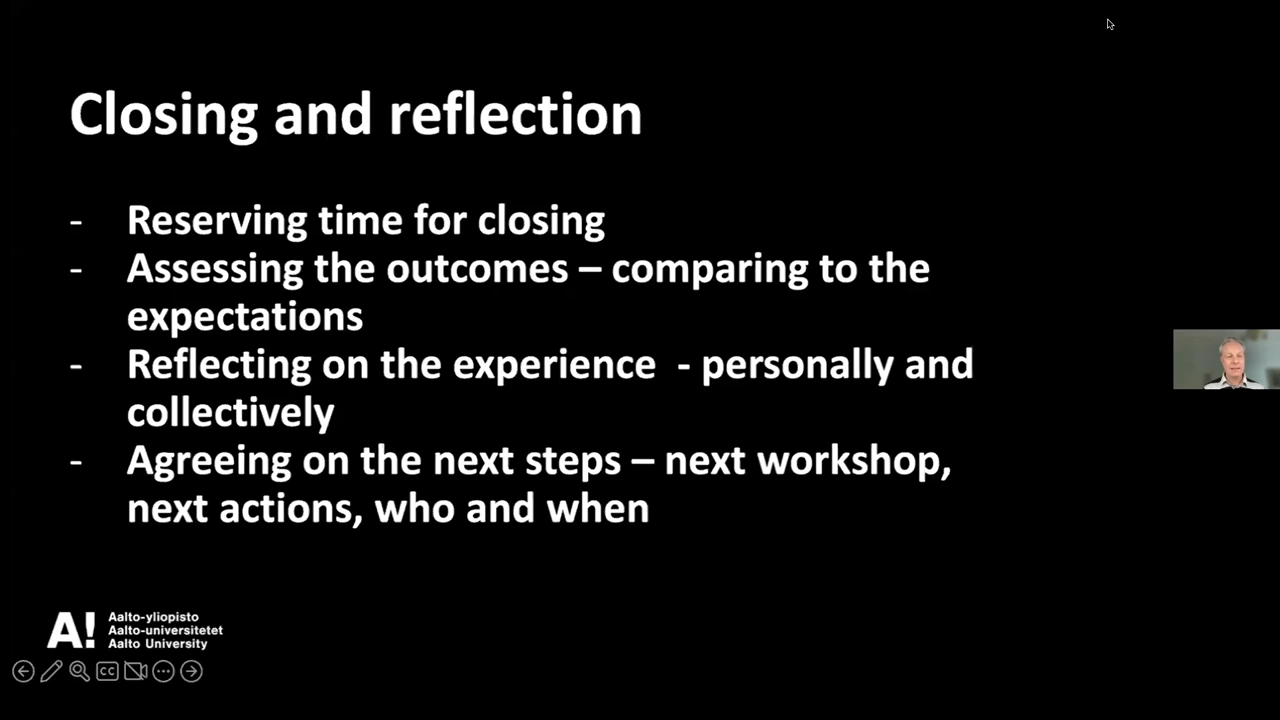 Closing and reflection
- Reserving time for closing
- Assessing the outcomes – comparing to the
expectations
- Reflecting on the experience  - personally and
collectively
- Agreeing on the next steps – next workshop,
next actions, who and when
A!
Aalto-yliopisto
Aalto-universitetet
Aalto University
CC